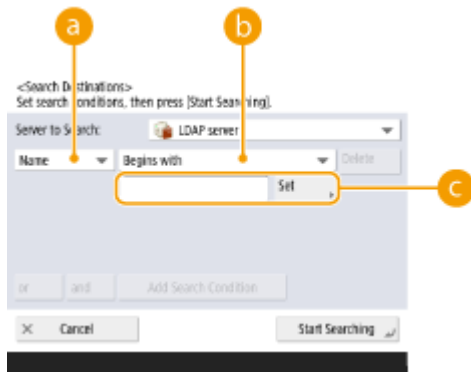 a b
<Search Destinations>
Set search conditions, then press [Start Searching].
Server to Search: LDAP server
Name Begins with Delete
Set c
or and Add Search Condition
× Cancel Start Searching